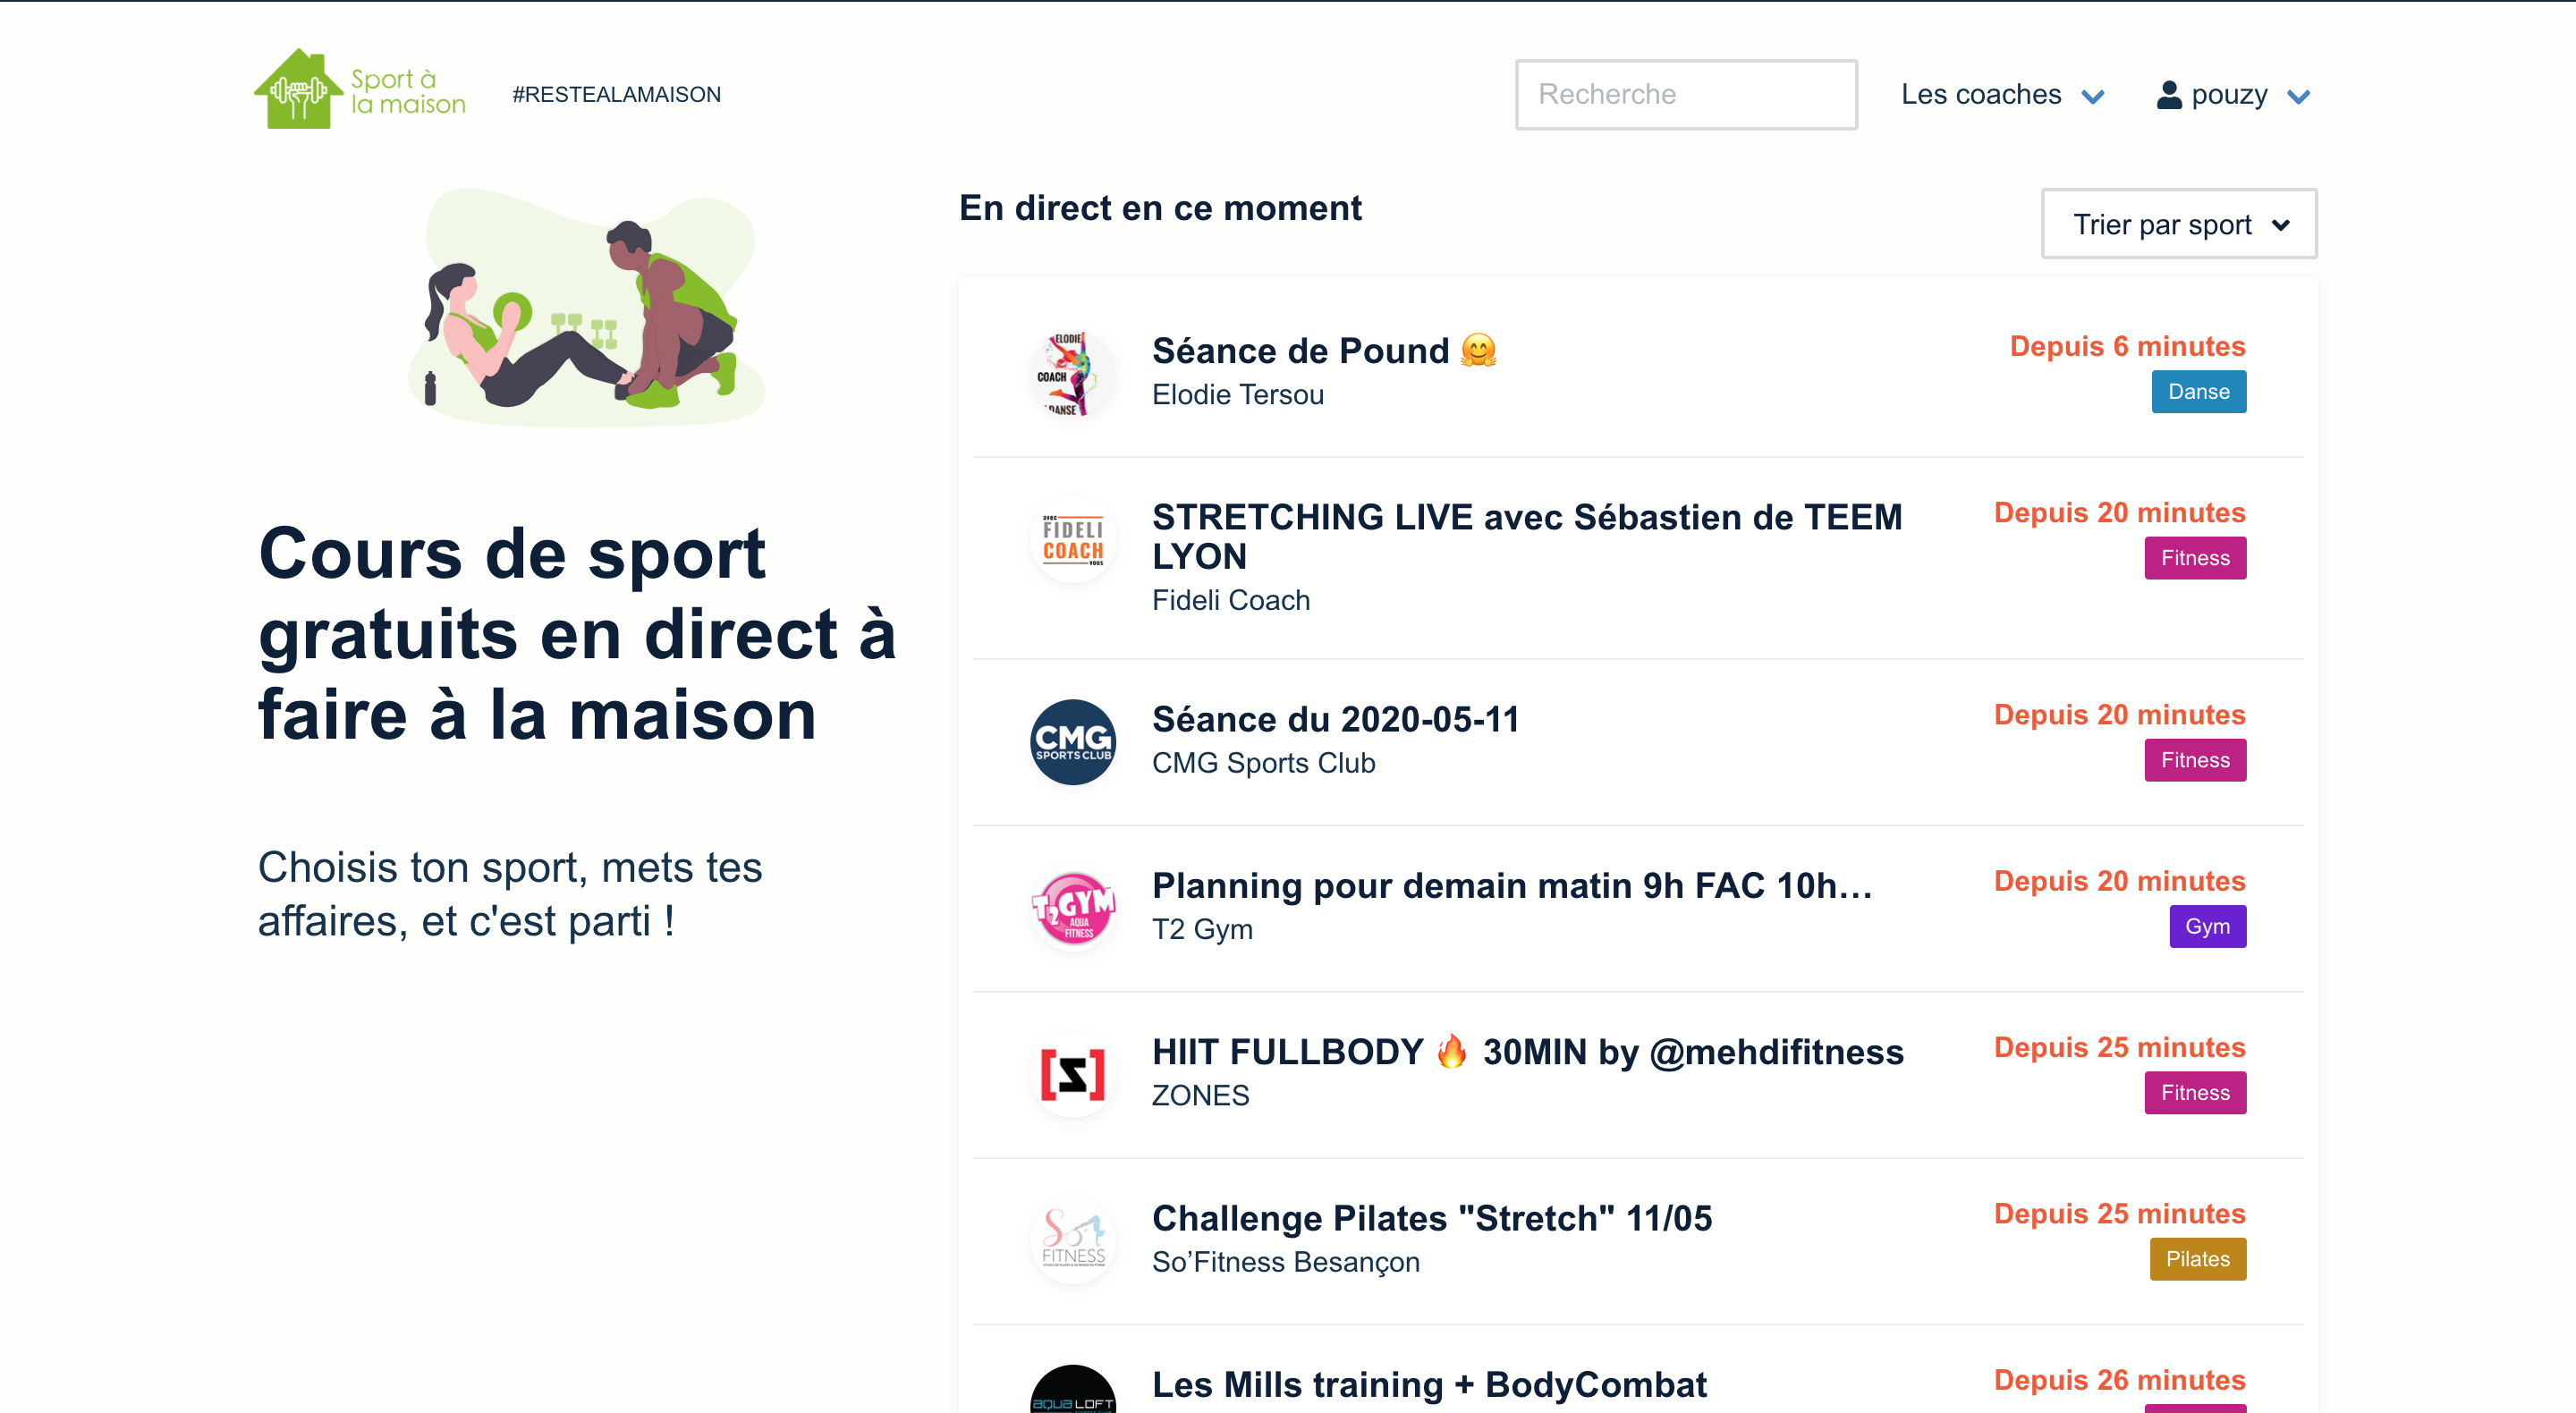 Sport à
la maison
#RESTEALAMAISON
Recherche
Les coaches
pouzy
Cours de sport
gratuits en direct à
faire à la maison
Choisis ton sport, mets tes
affaires, et c'est parti !
En direct en ce moment
Trier par sport
ELODIE
COACH
DANSE
Séance de Pound 🤗
Elodie Tersou
Depuis 6 minutes
Danse
avec
FIDELI
COACH
vous
STRETCHING LIVE avec Sébastien de TEEM
LYON
Fideli Coach
Depuis 20 minutes
Fitness
CMG
SPORTS CLUB
Séance du 2020-05-11
CMG Sports Club
Depuis 20 minutes
Fitness
T2GYM
AQUA
FITNESS
Planning pour demain matin 9h FAC 10h…
T2 Gym
Depuis 20 minutes
Gym
[Z]
HIIT FULLBODY 🔥 30MIN by @mehdifitness
ZONES
Depuis 25 minutes
Fitness
So'
FITNESS
Challenge Pilates "Stretch" 11/05
So’Fitness Besançon
Depuis 25 minutes
Pilates
AQUA LOFT
Les Mills training + BodyCombat
Depuis 26 minutes